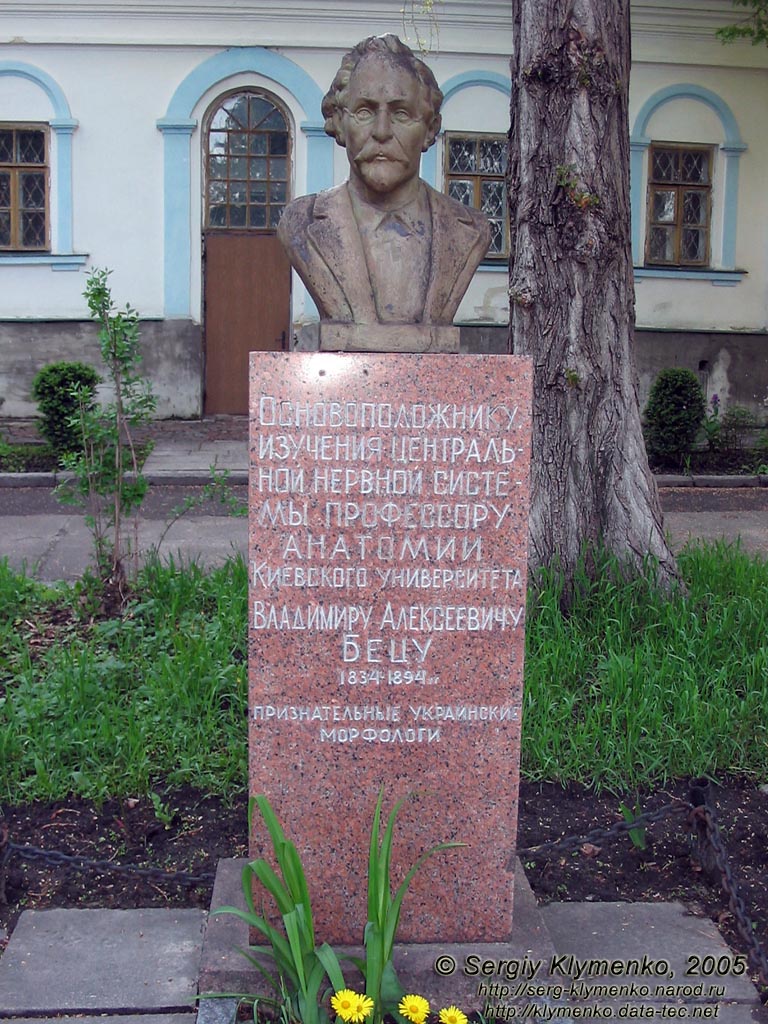 Основоположнику
изучения централь-
ной нервной систе-
мы профессору
анатомии
Киевского университета
Владимиру Алексеевичу
Бецу
1834-1894 гг
признательные украинские
морфологи
© Sergiy Klymenko, 2005
http://serg-klymenko.narod.ru
http://klymenko.data-tec.net